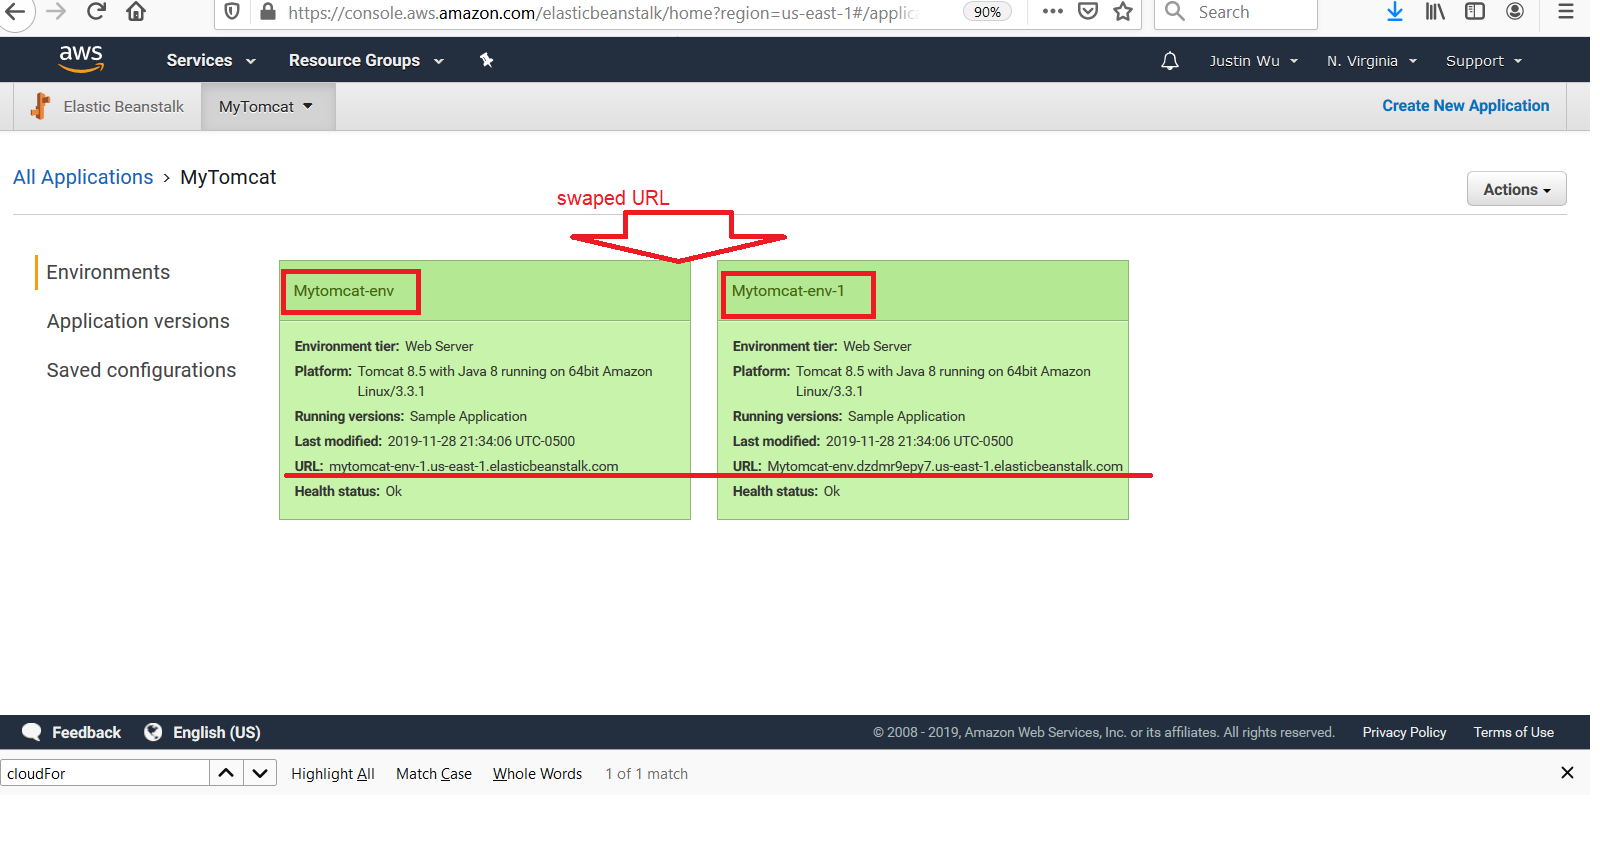 https://console.aws.amazon.com/elasticbeanstalk/home?region=us-east-1#/applic
90%
Search
aws
Services
Resource Groups
Justin Wu
N. Virginia
Support
Elastic Beanstalk
MyTomcat
Create New Application
All Applications › MyTomcat
swaped URL
Actions
Environments
Application versions
Saved configurations
Mytomcat-env
Environment tier: Web Server
Platform: Tomcat 8.5 with Java 8 running on 64bit Amazon
Linux/3.3.1
Running versions: Sample Application
Last modified: 2019-11-28 21:34:06 UTC-0500
URL: mytomcat-env-1.us-east-1.elasticbeanstalk.com
Health status: Ok
Mytomcat-env-1
Environment tier: Web Server
Platform: Tomcat 8.5 with Java 8 running on 64bit Amazon
Linux/3.3.1
Running versions: Sample Application
Last modified: 2019-11-28 21:34:06 UTC-0500
URL: Mytomcat-env.dzdmr9epy7.us-east-1.elasticbeanstalk.com
Health status: Ok
Feedback
English (US)
© 2008 - 2019, Amazon Web Services, Inc. or its affiliates. All rights reserved.
Privacy Policy
Terms of Use
cloudFor
Highlight All
Match Case
Whole Words
1 of 1 match